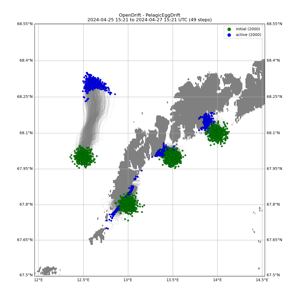 OpenDrift - PelagicEggDrift
2024-04-25 15:21 to 2024-04-27 15:21 UTC (49 steps)
68.55°N 68.55°N
initial (2000)
active (2000)
68.4°N 68.4°N
68.25°N 68.25°N
68.1°N 68.1°N
67.95°N 67.95°N
67.8°N 67.8°N
67.65°N 67.65°N
67.5°N 67.5°N
12°E 12.5°E 13°E 13.5°E 14°E 14.5°E